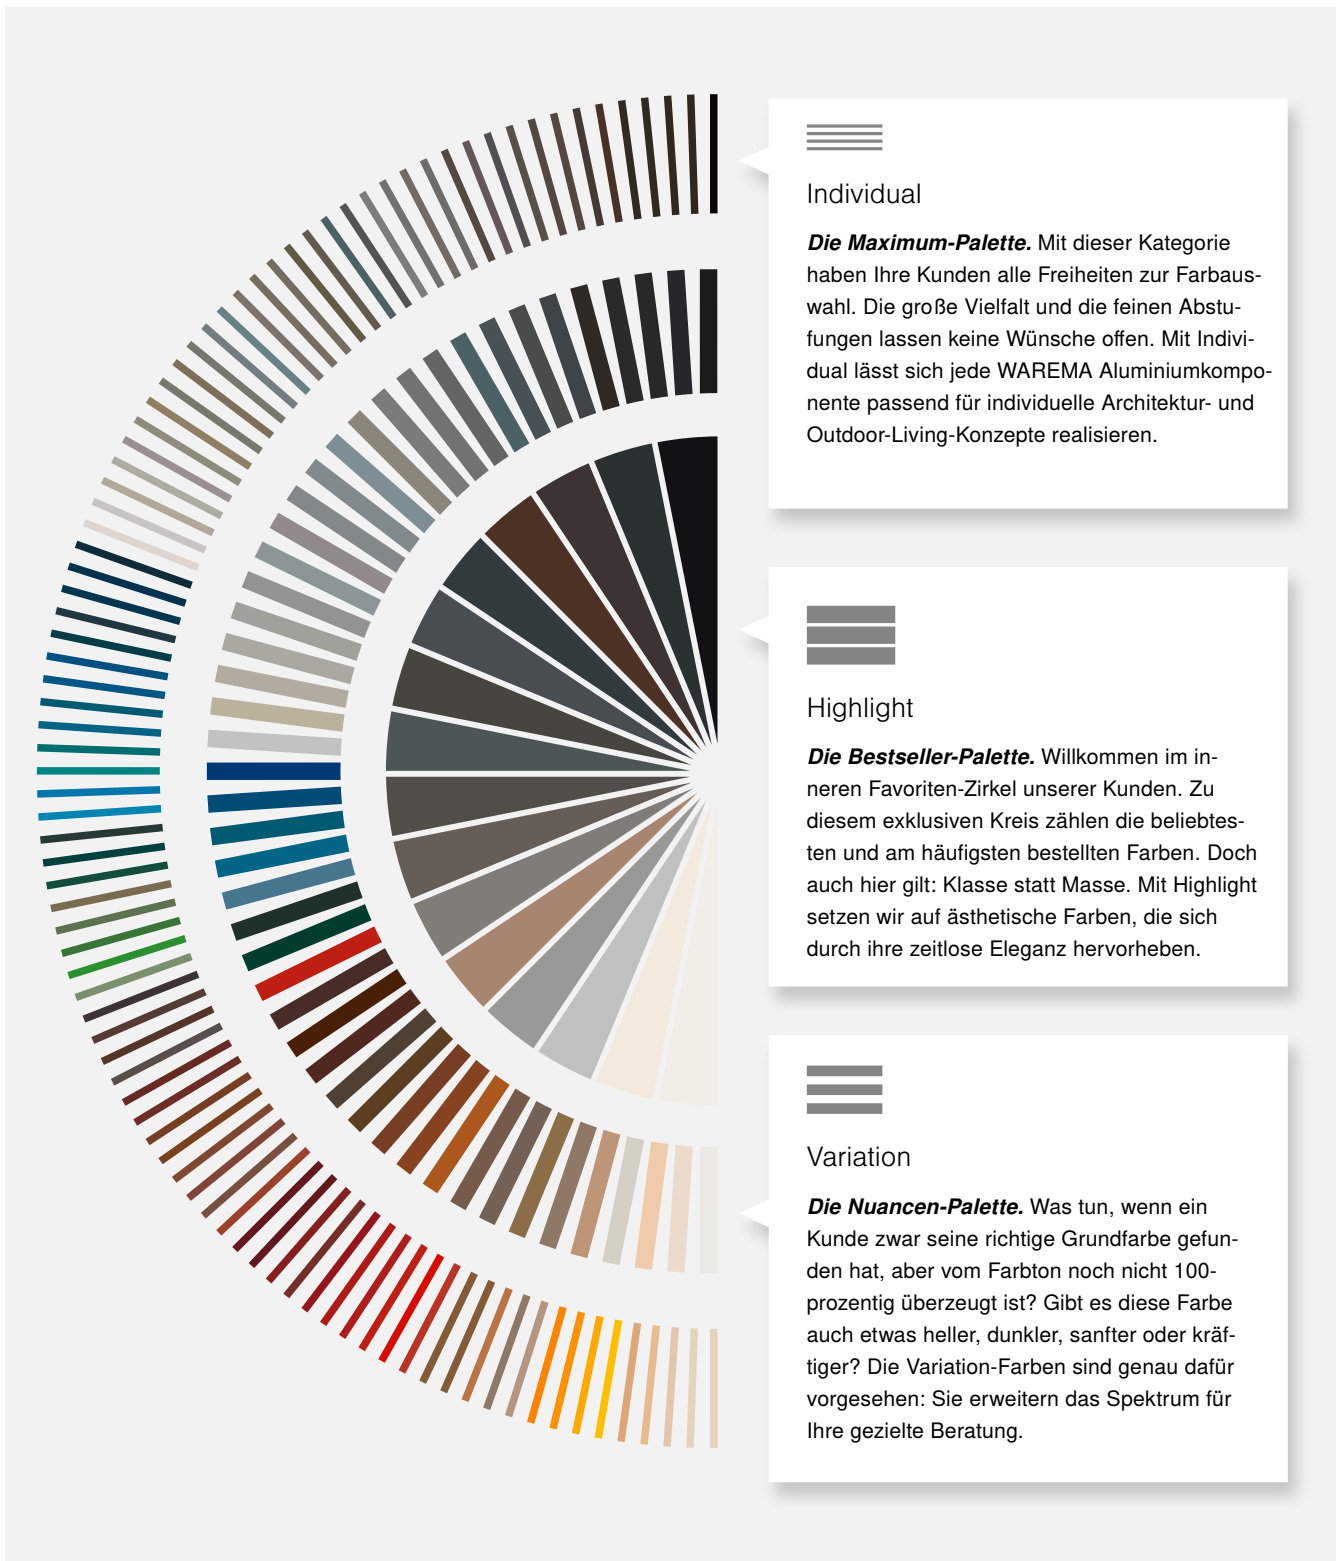 Individual
Die Maximum-Palette. Mit dieser Kategorie
haben Ihre Kunden alle Freiheiten zur Farbaus-
wahl. Die große Vielfalt und die feinen Abstu-
fungen lassen keine Wünsche offen. Mit Indivi-
dual lässt sich jede WAREMA Aluminiumkompo-
nente passend für individuelle Architektur- und
Outdoor-Living-Konzepte realisieren.
Highlight
Die Bestseller-Palette. Willkommen im in-
neren Favoriten-Zirkel unserer Kunden. Zu
diesem exklusiven Kreis zählen die beliebtes-
ten und am häufigsten bestellten Farben. Doch
auch hier gilt: Klasse statt Masse. Mit Highlight
setzen wir auf ästhetische Farben, die sich
durch ihre zeitlose Eleganz hervorheben.
Variation
Die Nuancen-Palette. Was tun, wenn ein
Kunde zwar seine richtige Grundfarbe gefun-
den hat, aber vom Farbton noch nicht 100-
prozentig überzeugt ist? Gibt es diese Farbe
auch etwas heller, dunkler, sanfter oder kräf-
tiger? Die Variation-Farben sind genau dafür
vorgesehen: Sie erweitern das Spektrum für
Ihre gezielte Beratung.